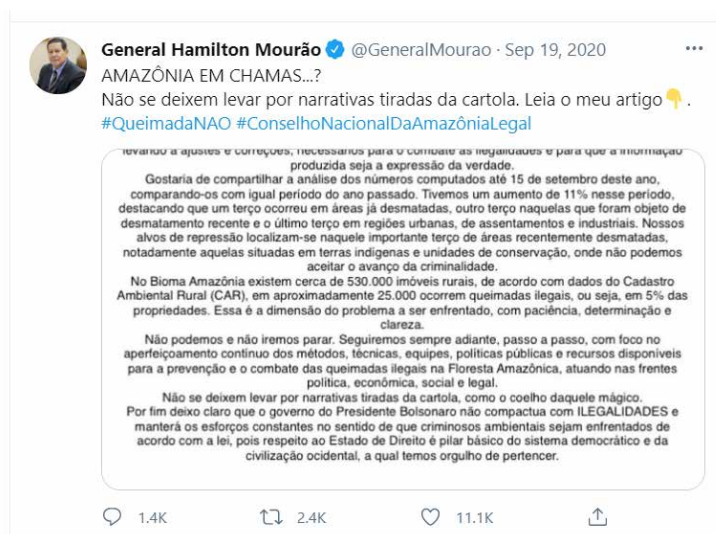 General Hamilton Mourão @GeneralMourao · Sep 19, 2020
AMAZÔNIA EM CHAMAS...?
Não se deixem levar por narrativas tiradas da cartola. Leia o meu artigo👇.
#QueimadaNAO #ConselhoNacionalDaAmazôniaLegal
levando a ajustes e correções, necessários para o combate às ilegalidades e para que a informação
produzida seja a expressão da verdade.
Gostaria de compartilhar a análise dos números computados até 15 de setembro deste ano,
comparando-os com igual período do ano passado. Tivemos um aumento de 11% nesse período,
destacando que um terço ocorreu em áreas já desmatadas, outro terço naquelas que foram objeto de
desmatamento recente e o último terço em regiões urbanas, de assentamentos e industriais. Nossos
alvos de repressão localizam-se naquele importante terço de áreas recentemente desmatadas,
notadamente aquelas situadas em terras indígenas e unidades de conservação, onde não podemos
aceitar o avanço da criminalidade.
No Bioma Amazônia existem cerca de 530.000 imóveis rurais, de acordo com dados do Cadastro
Ambiental Rural (CAR), em aproximadamente 25.000 ocorrem queimadas ilegais, ou seja, em 5% das
propriedades. Essa é a dimensão do problema a ser enfrentado, com paciência, determinação e
clareza.
Não podemos e não iremos parar. Seguiremos sempre adiante, passo a passo, com foco no
aperfeiçoamento contínuo dos métodos, técnicas, equipes, políticas públicas e recursos disponíveis
para a prevenção e o combate das queimadas ilegais na Floresta Amazônica, atuando nas frentes
política, econômica, social e legal.
Não se deixem levar por narrativas tiradas da cartola, como o coelho daquele mágico.
Por fim deixo claro que o governo do Presidente Bolsonaro não compactua com ILEGALIDADES e
manterá os esforços constantes no sentido de que criminosos ambientais sejam enfrentados de
acordo com a lei, pois respeito ao Estado de Direito é pilar básico do sistema democrático e da
civilização ocidental, a qual temos orgulho de pertencer.
1.4K 2.4K 11.1K